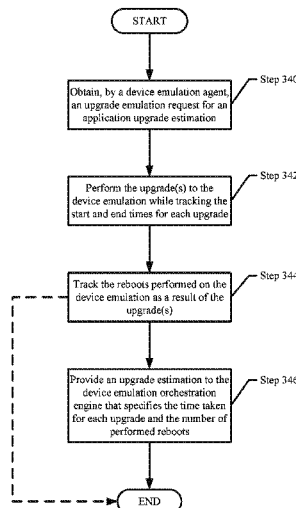 START
Step 340
Obtain, by a device emulation agent,
an upgrade emulation request for an
application upgrade estimation
Step 342
Perform the upgrade(s) to the
device emulation while tracking the
start and end times for each upgrade
Step 344
Track the reboots performed on the
device emulation as a result of the
upgrade(s)
Step 346
Provide an upgrade estimation to the
device emulation orchestration
engine that specifies the time taken
for each upgrade and the number of
performed reboots
END